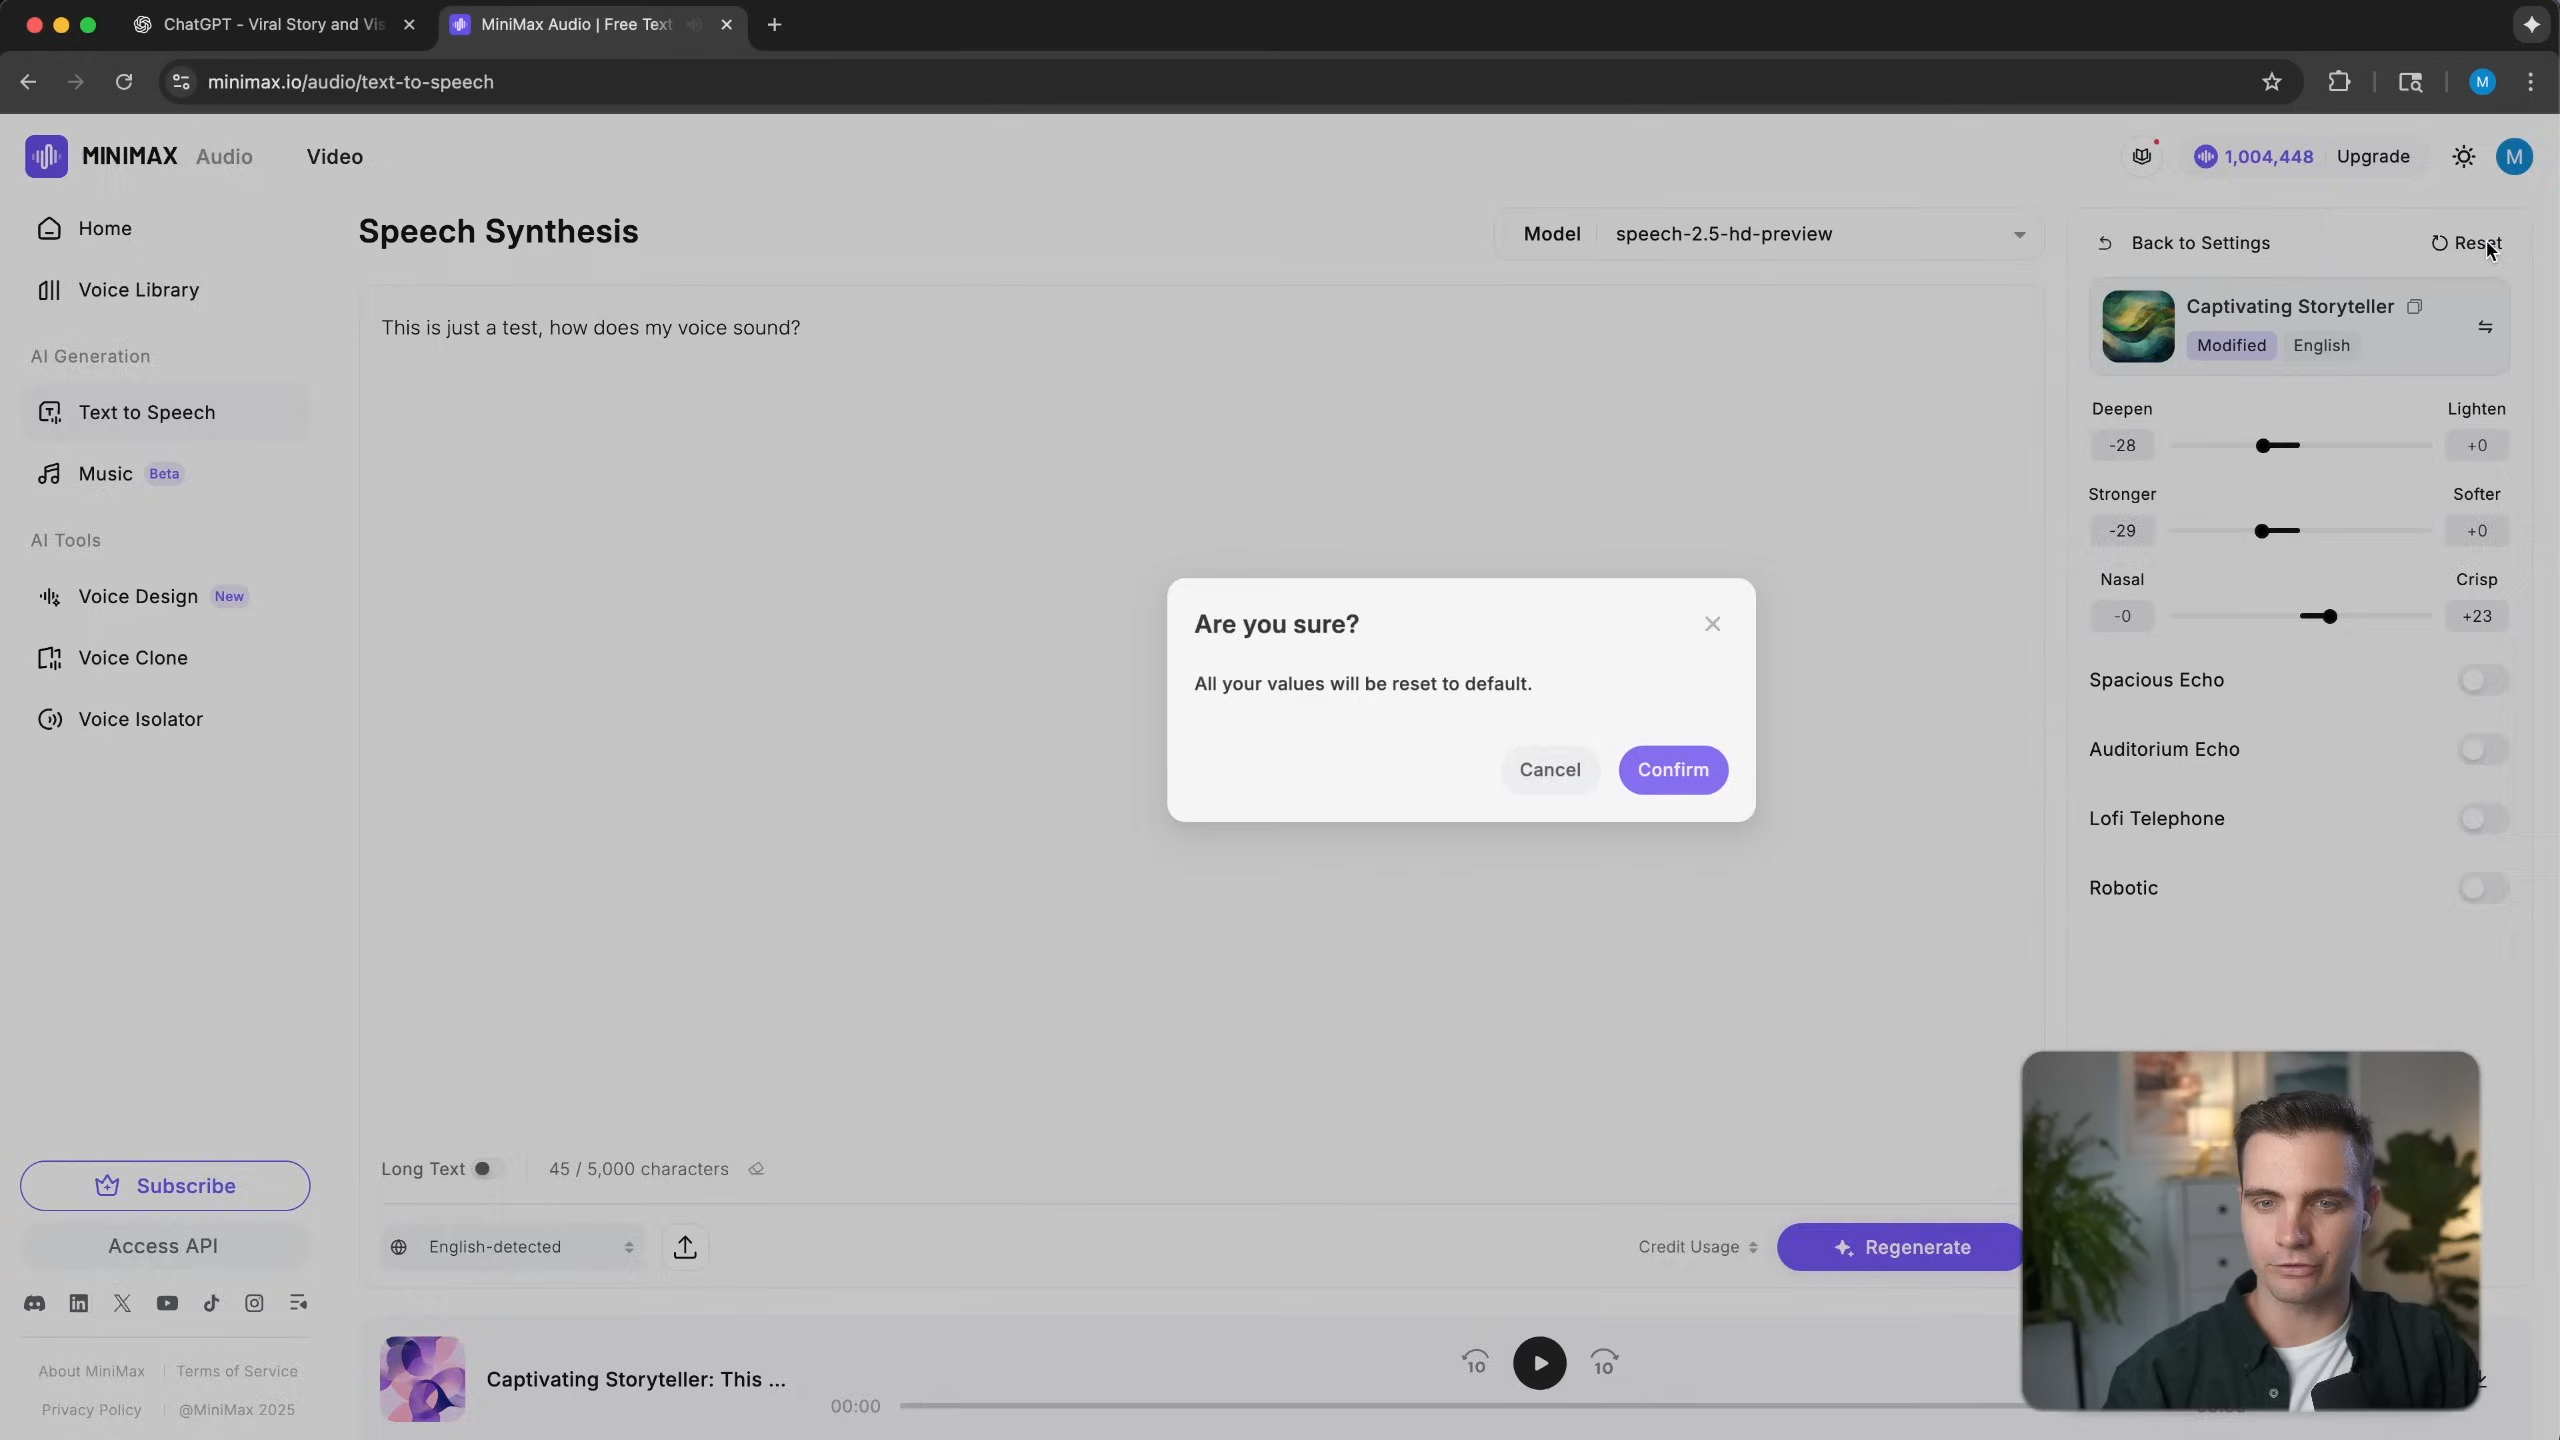 ChatGPT - Viral Story and Vis
MiniMax Audio | Free Text
minimax.io/audio/text-to-speech
M
MINIMAX Audio Video
1,004,448 Upgrade
M
Home
Voice Library
AI Generation
Text to Speech
Music Beta
AI Tools
Voice Design New
Voice Clone
Voice Isolator
Subscribe
Access API
About MiniMax | Terms of Service
Privacy Policy | @MiniMax 2025
Speech Synthesis
Model speech-2.5-hd-preview
This is just a test, how does my voice sound?
Are you sure?
All your values will be reset to default.
Cancel Confirm
Long Text 45 / 5,000 characters
English-detected
Credit Usage Regenerate
Back to Settings Reset
Captivating Storyteller
Modified English
Deepen Lighten
-28 +0
Stronger Softer
-29 +0
Nasal Crisp
-0 +23
Spacious Echo
Auditorium Echo
Lofi Telephone
Robotic
Captivating Storyteller: This ...
10 10
00:00